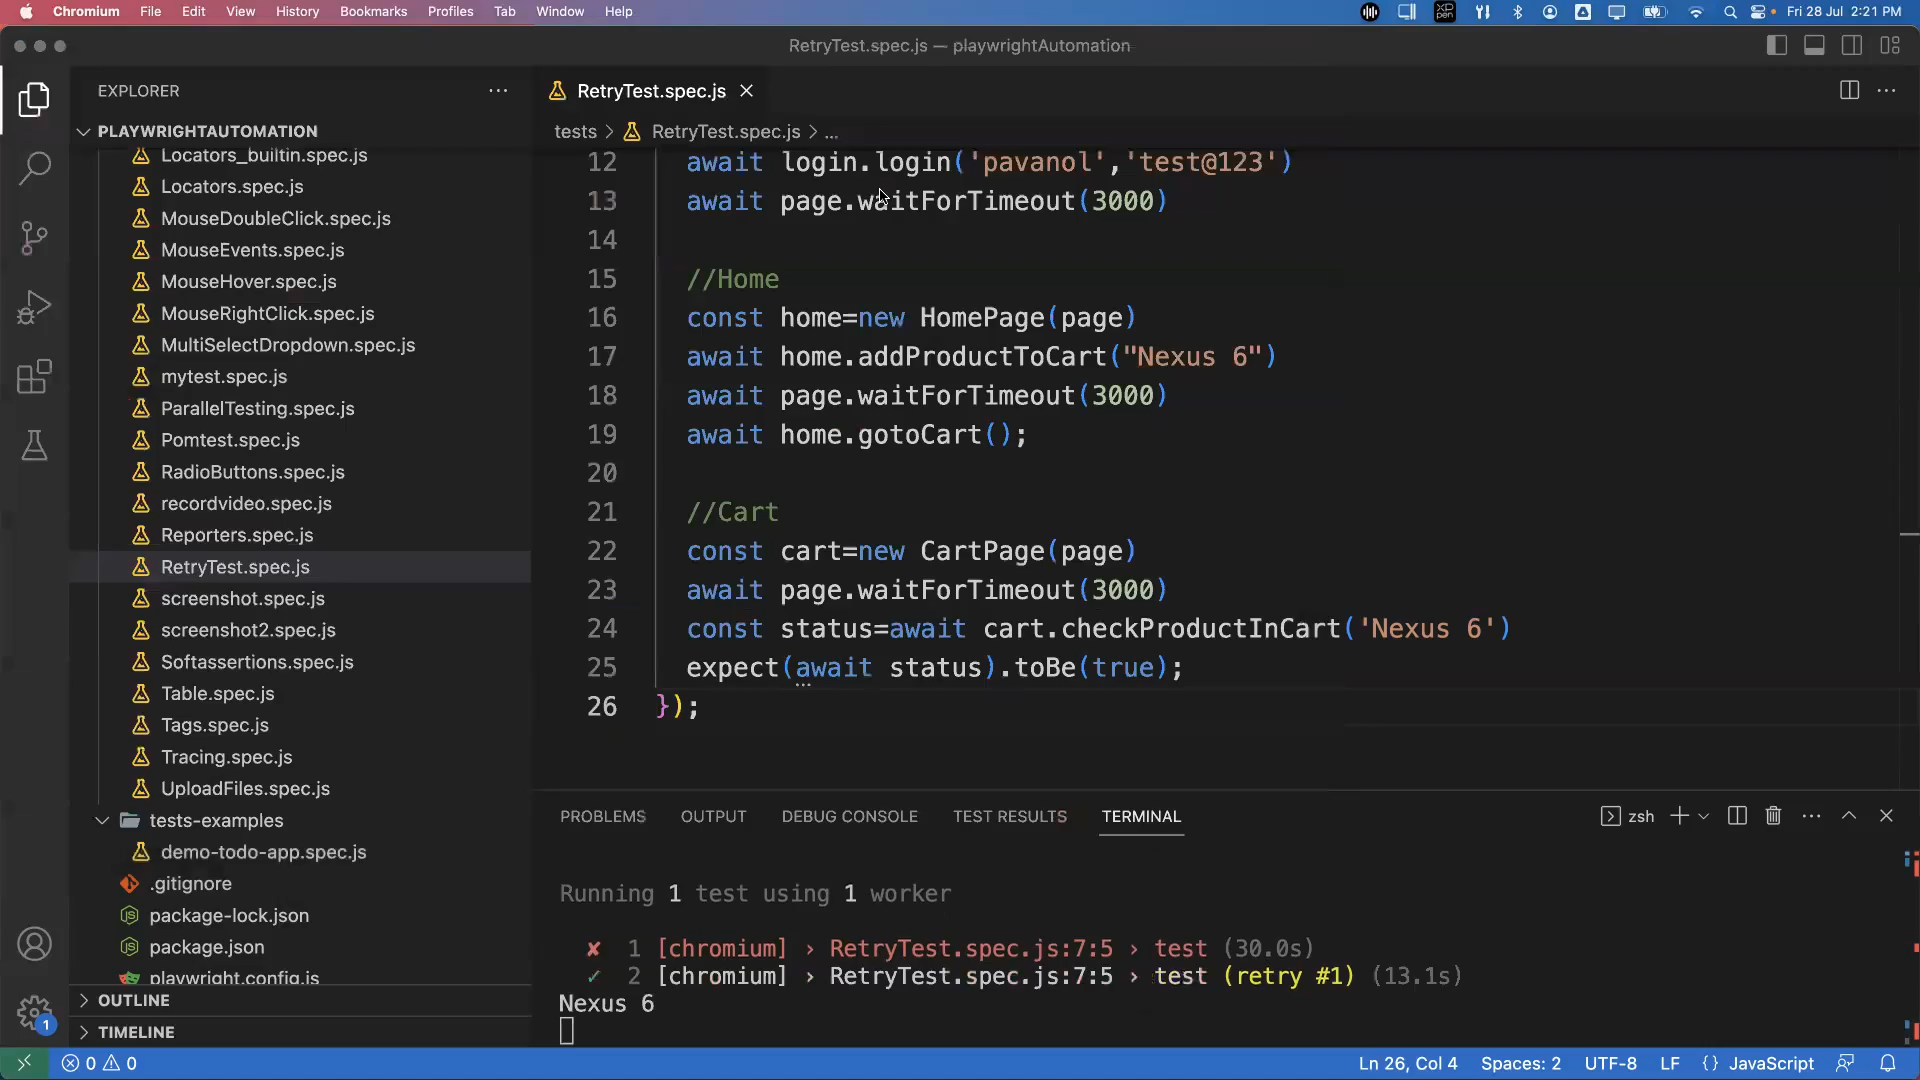 Chromium File Edit View History Bookmarks Profiles Tab Window Help
Fri 28 Jul 2:21 PM
RetryTest.spec.js — playwrightAutomation
EXPLORER
PLAYWRIGHTAUTOMATION
Locators_builtin.spec.js
Locators.spec.js
MouseDoubleClick.spec.js
MouseEvents.spec.js
MouseHover.spec.js
MouseRightClick.spec.js
MultiSelectDropdown.spec.js
mytest.spec.js
ParallelTesting.spec.js
Pomtest.spec.js
RadioButtons.spec.js
recordvideo.spec.js
Reporters.spec.js
RetryTest.spec.js
screenshot.spec.js
screenshot2.spec.js
Softassertions.spec.js
Table.spec.js
Tags.spec.js
Tracing.spec.js
UploadFiles.spec.js
tests-examples
demo-todo-app.spec.js
.gitignore
package-lock.json
package.json
playwright.config.js
OUTLINE
TIMELINE
RetryTest.spec.js
tests > RetryTest.spec.js > ...
12 await login.login('pavanol','test@123')
13 await page.waitForTimeout(3000)
14
15 //Home
16 const home=new HomePage(page)
17 await home.addProductToCart("Nexus 6")
18 await page.waitForTimeout(3000)
19 await home.gotoCart();
20
21 //Cart
22 const cart=new CartPage(page)
23 await page.waitForTimeout(3000)
24 const status=await cart.checkProductInCart('Nexus 6')
25 expect(await status).toBe(true);
26 });
PROBLEMS OUTPUT DEBUG CONSOLE TEST RESULTS TERMINAL
zsh
Running 1 test using 1 worker
✘ 1 [chromium] › RetryTest.spec.js:7:5 › test (30.0s)
✓ 2 [chromium] › RetryTest.spec.js:7:5 › test (retry #1) (13.1s)
Nexus 6
1
0 0
Ln 26, Col 4 Spaces: 2 UTF-8 LF {} JavaScript